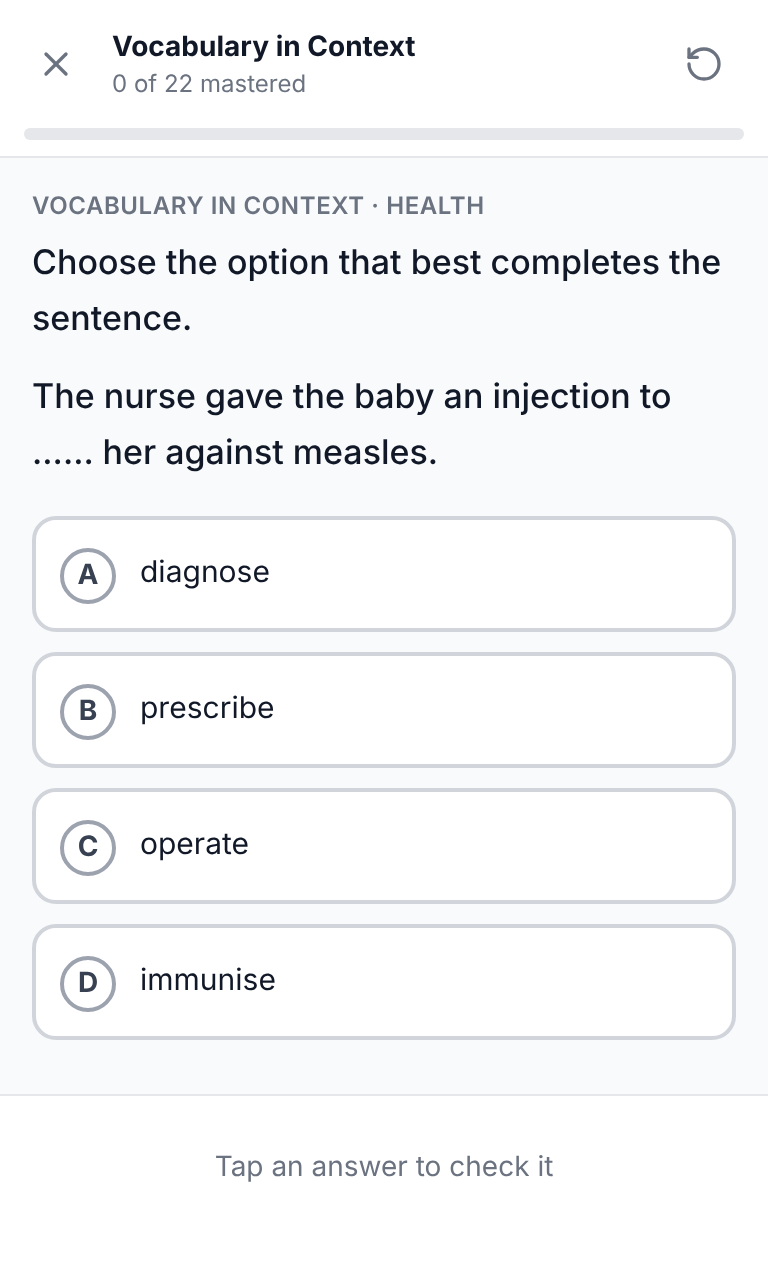 Vocabulary in Context
0 of 22 mastered
VOCABULARY IN CONTEXT · HEALTH
Choose the option that best completes the
sentence.
The nurse gave the baby an injection to
...... her against measles.
A diagnose
B prescribe
C operate
D immunise
Tap an answer to check it